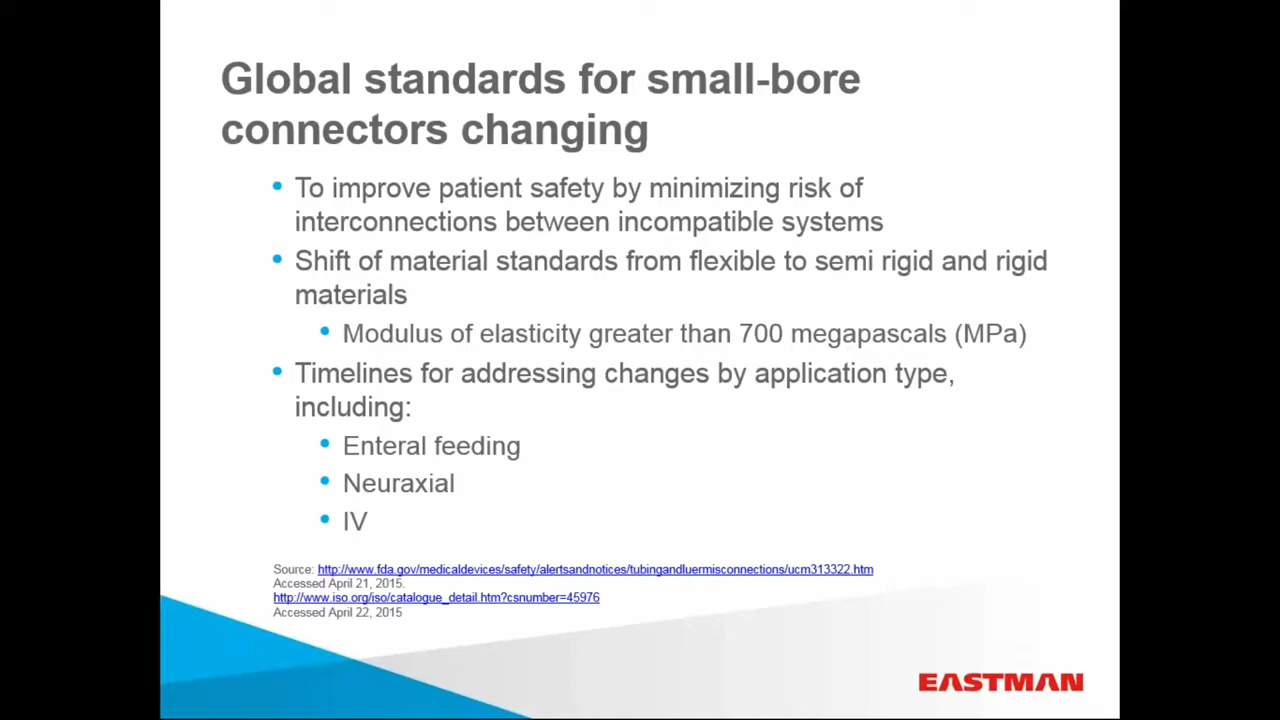 Global standards for small-bore
connectors changing
• To improve patient safety by minimizing risk of
interconnections between incompatible systems
• Shift of material standards from flexible to semi rigid and rigid
materials
• Modulus of elasticity greater than 700 megapascals (MPa)
• Timelines for addressing changes by application type,
including:
• Enteral feeding
• Neuraxial
• IV
Source: http://www.fda.gov/medicaldevices/safety/alertsandnotices/tubingandluermisconnections/ucm313322.htm
Accessed April 21, 2015.
http://www.iso.org/iso/catalogue_detail.htm?csnumber=45976
Accessed April 22, 2015
EASTMAN